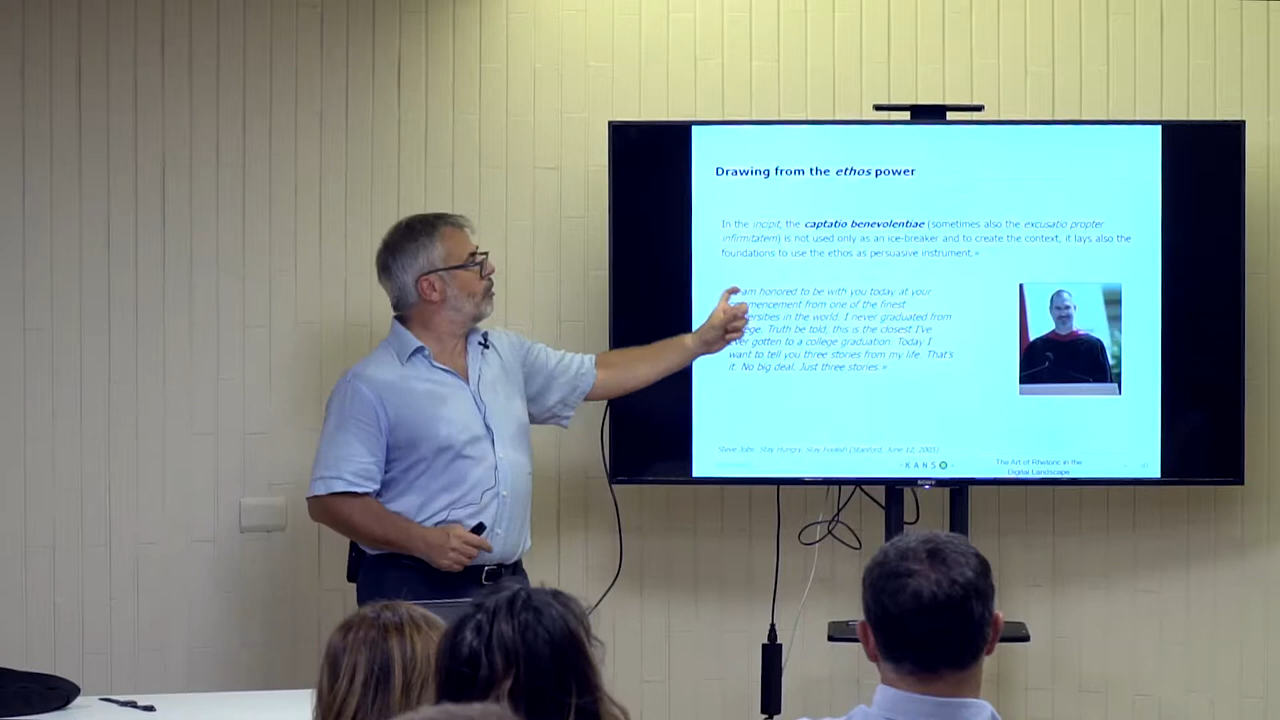 Drawing from the ethos power
In the incipit, the captatio benevolentiae (sometimes also the excusatio propter
infirmitatem) is not used only as an ice-breaker and to create the context, it lays also the
foundations to use the ethos as persuasive instrument.
am honored to be with you today at your
commencement from one of the finest
in the world. I never graduated from
Truth be told, this is the closest I've
ever gotten to a college graduation. Today I
want to tell you three stories from my life. That's
it. No big deal. Just three stories.
Steve Jobs. Stay Hungry. Stay Foolish (Stanford, June 12, 2005)
KANSO
The Art of Rhetoric in the
Digital Landscape
SONY